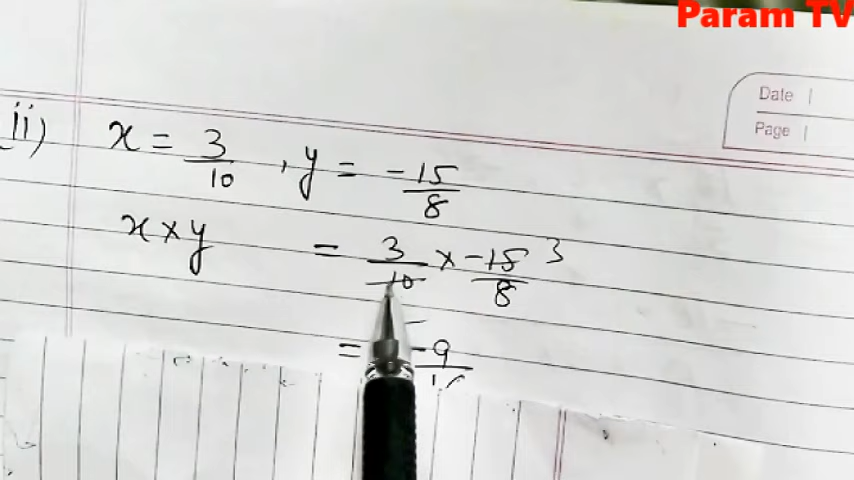 Param TV
Date
Page
ii) x = 3/10 , y = -15/8
x × y = 3/10 × -15/8 3
= -9/16